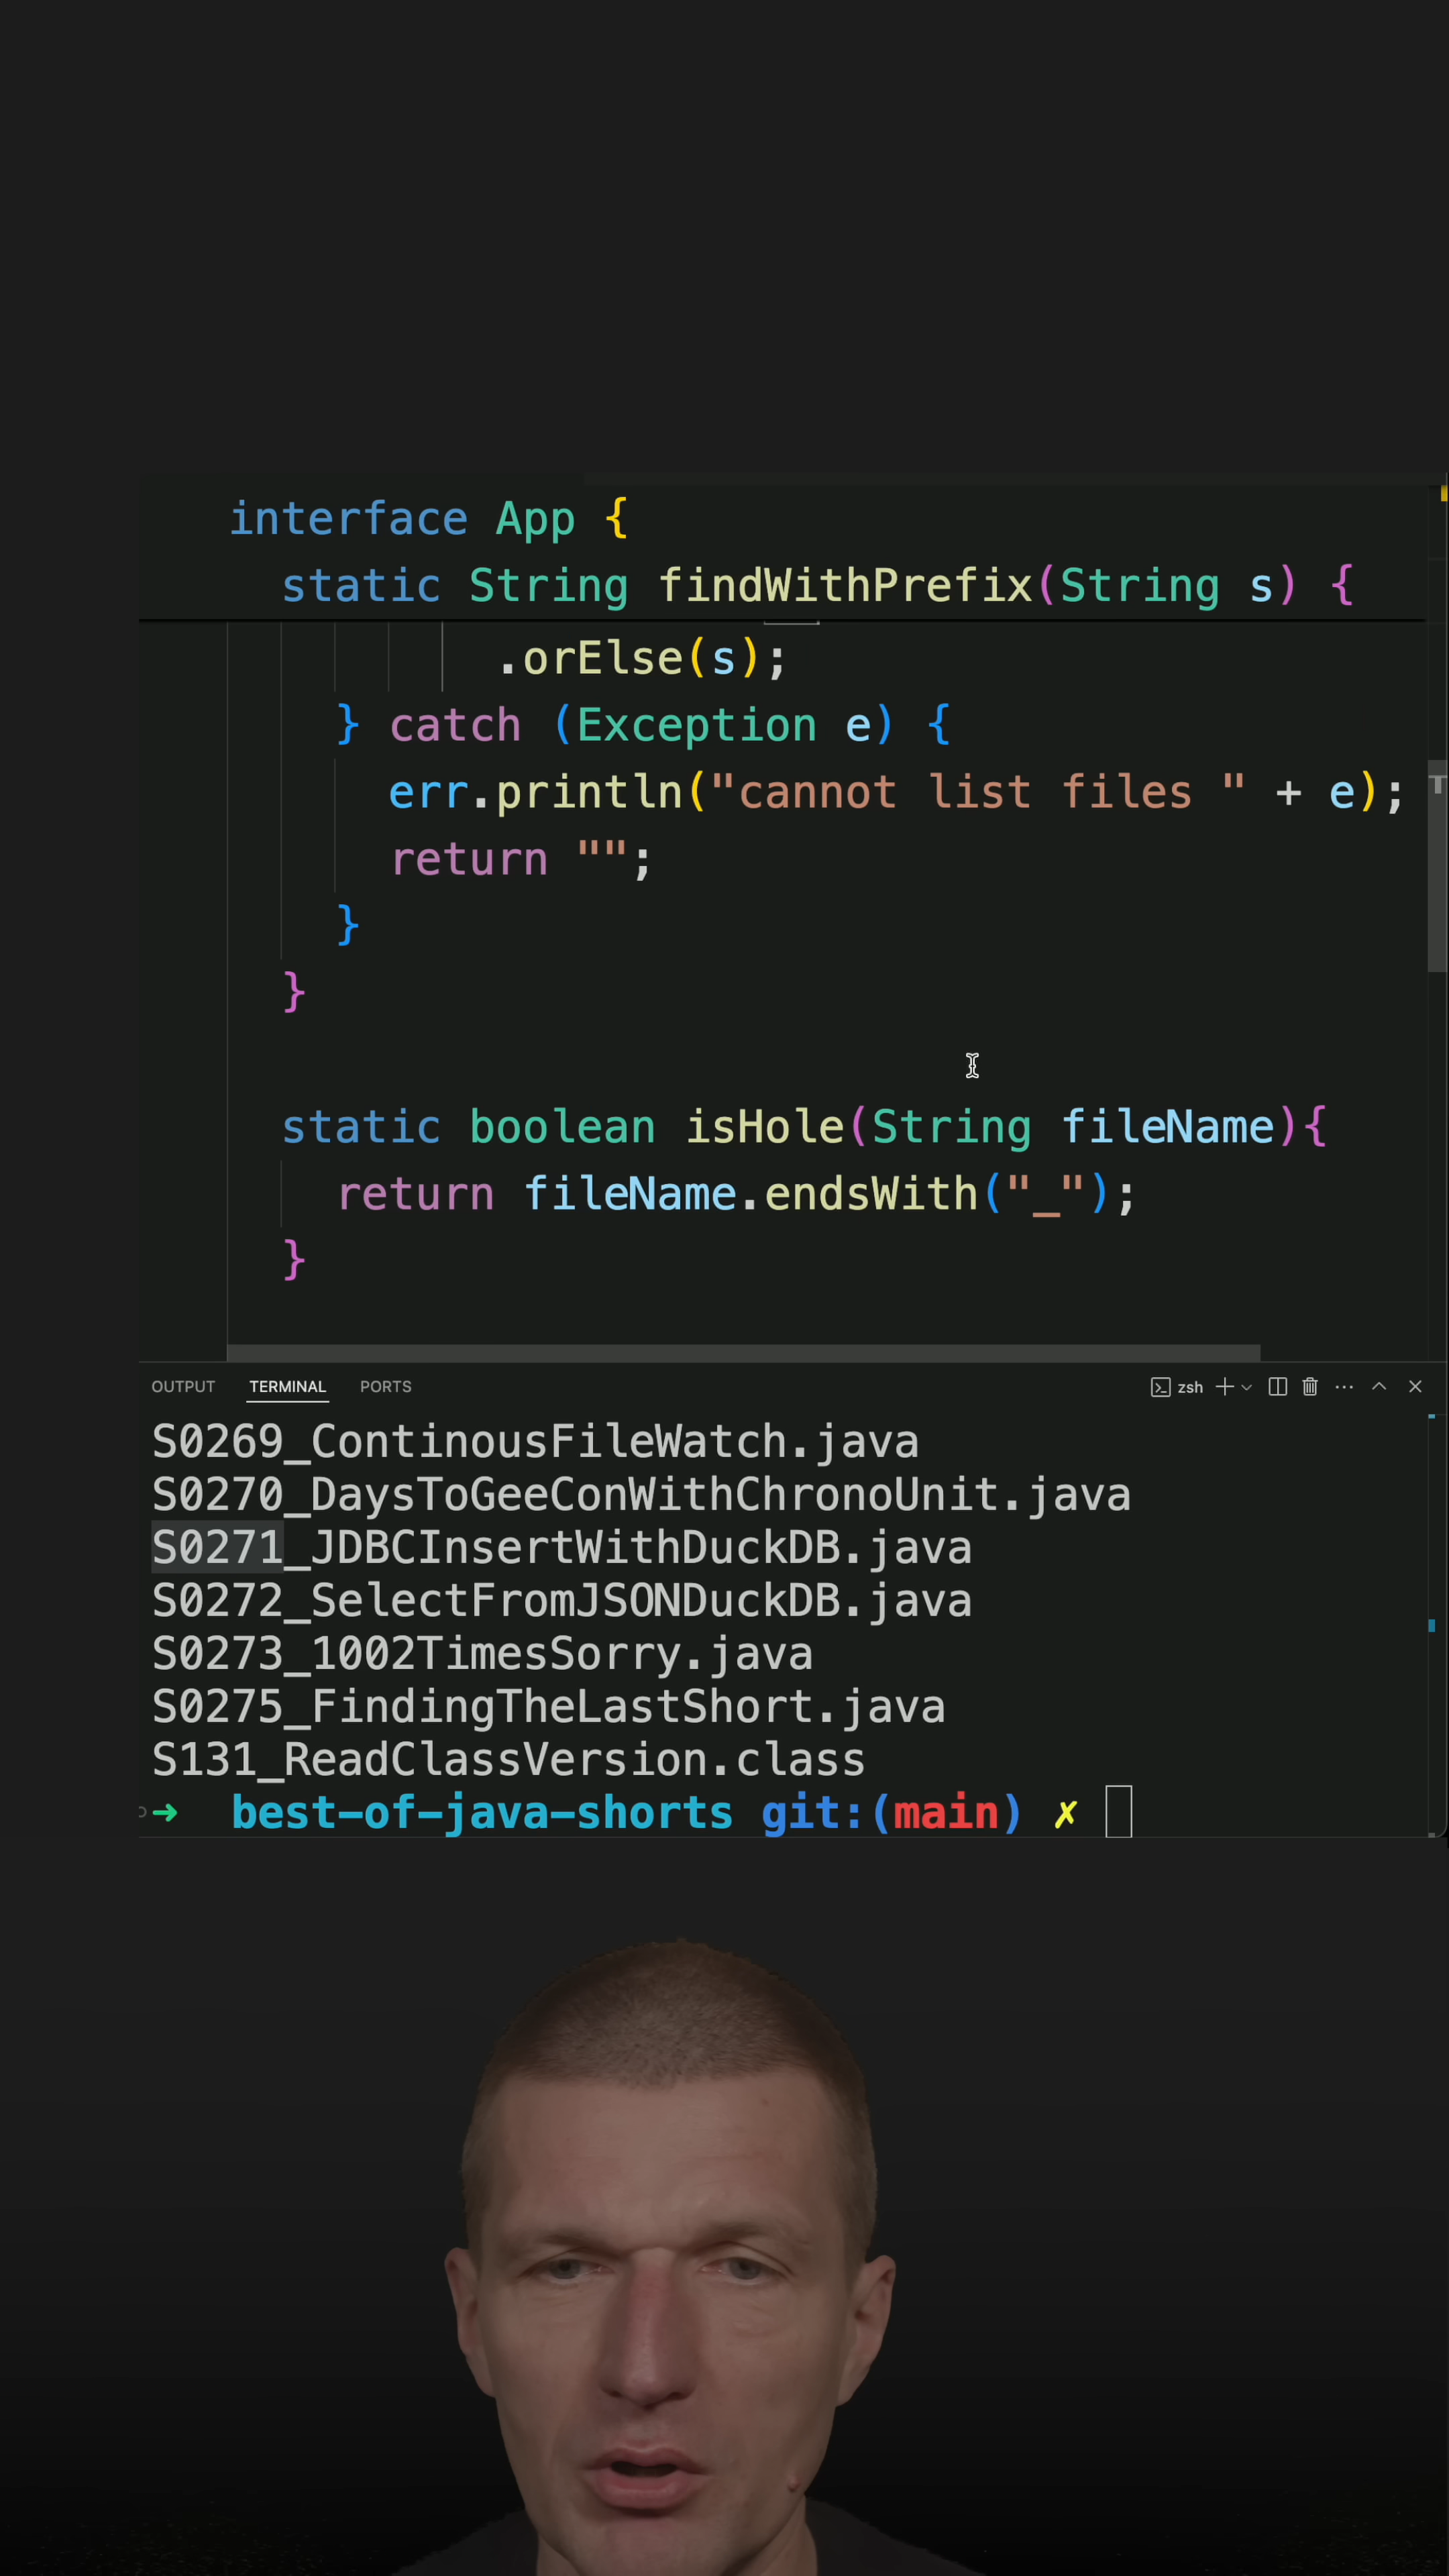 interface App {
static String findWithPrefix(String s) {
.orElse(s);
} catch (Exception e) {
err.println("cannot list files " + e);
return "";
}
}
static boolean isHole(String fileName){
return fileName.endsWith("_");
}
OUTPUT TERMINAL PORTS zsh
S0269_ContinousFileWatch.java
S0270_DaysToGeeConWithChronoUnit.java
S0271_JDBCInsertWithDuckDB.java
S0272_SelectFromJSONDuckDB.java
S0273_1002TimesSorry.java
S0275_FindingTheLastShort.java
S131_ReadClassVersion.class
➜ best-of-java-shorts git:(main) ✗